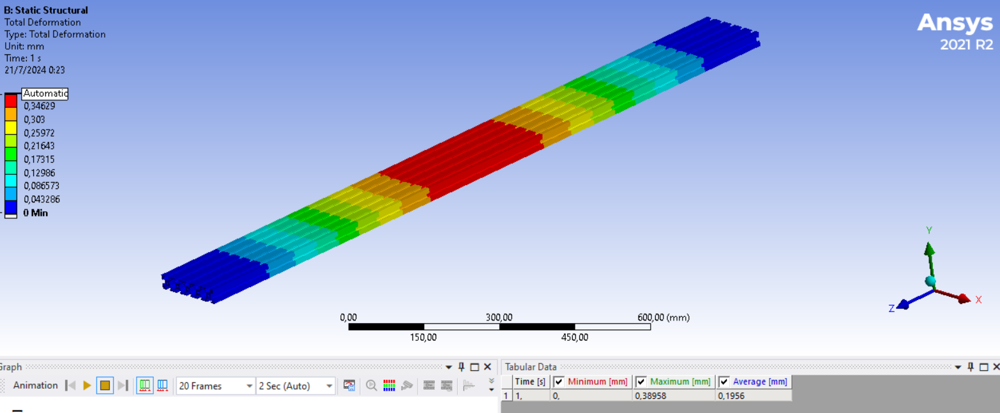 B: Static Structural
Total Deformation
Type: Total Deformation
Unit: mm
Time: 1 s
21/7/2024 0:23
Ansys
2021 R2
Automatic
0,34629
0,303
0,25972
0,21643
0,17315
0,12986
0,086573
0,043286
0 Min
Y
X
Z
0,00 300,00 600,00 (mm)
150,00 450,00
Graph
Animation 20 Frames 2 Sec (Auto)
Tabular Data
Time [s] Minimum [mm] Maximum [mm] Average [mm]
1 1, 0, 0,38958 0,1956